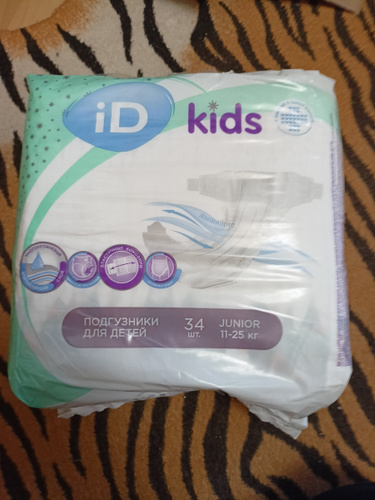 iD
kids
ПОДГУЗНИКИ
ДЛЯ ДЕТЕЙ
34
шт.
JUNIOR
11-25 кг